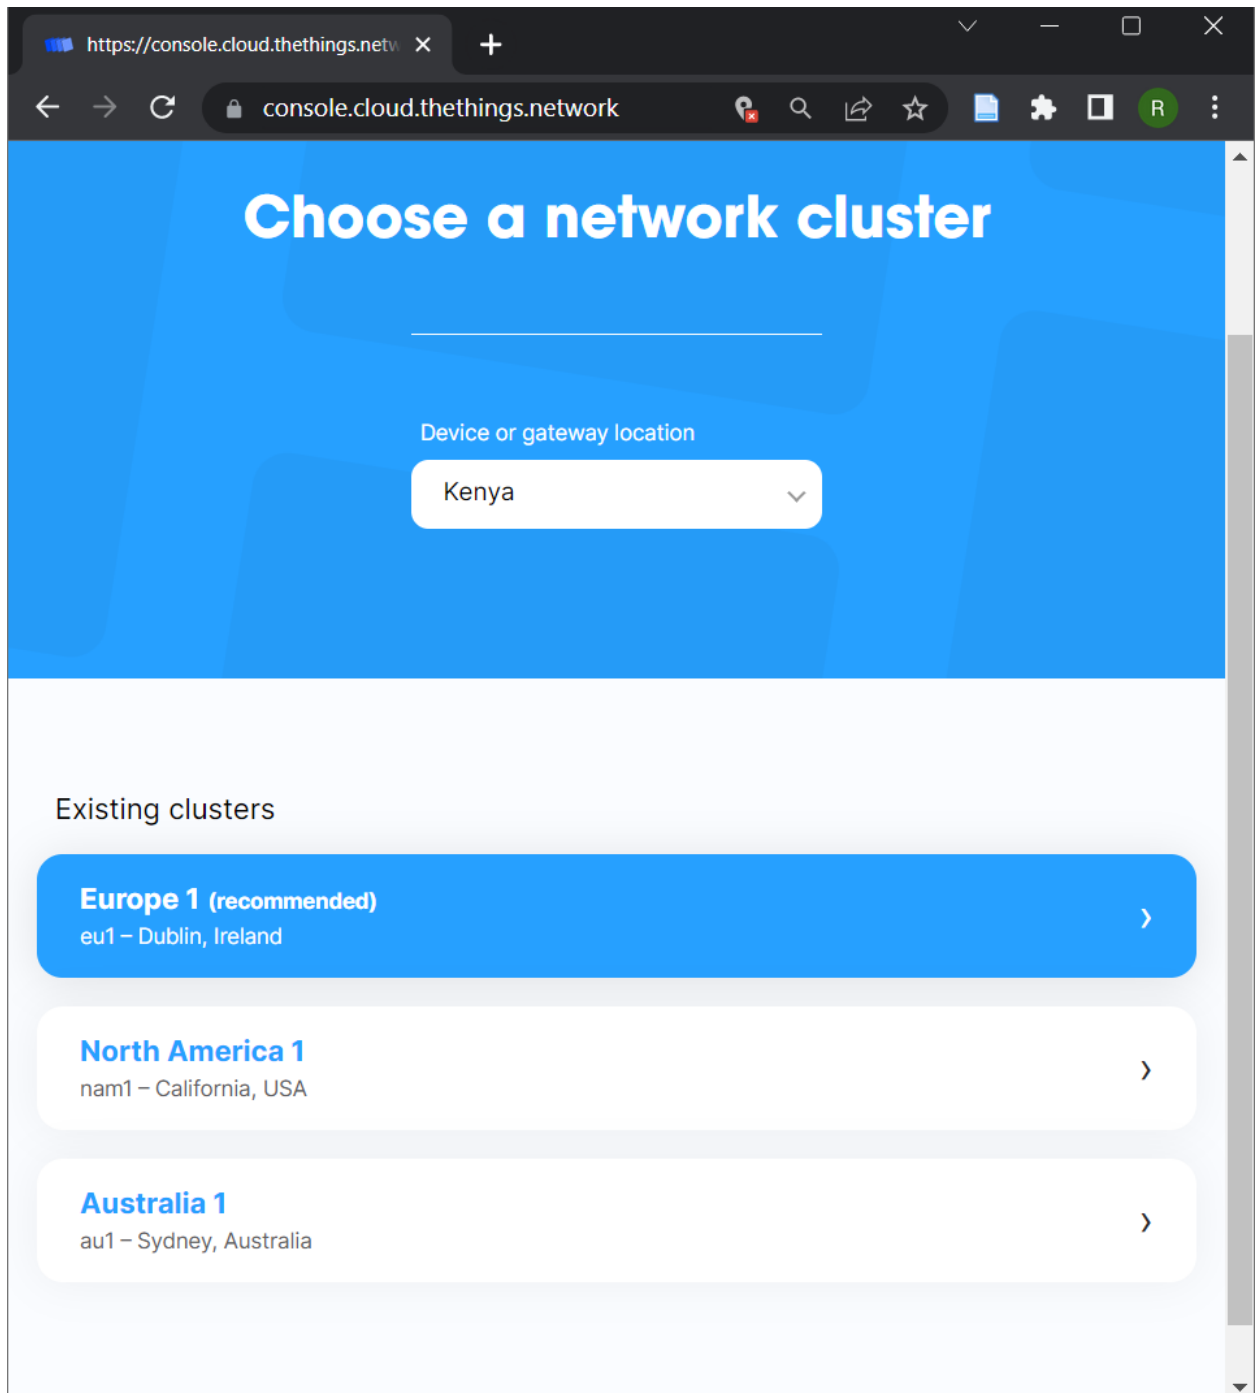 https://console.cloud.thethings.netw
console.cloud.thethings.network
R
Choose a network cluster
Device or gateway location
Kenya
Existing clusters
Europe 1 (recommended)
eu1 – Dublin, Ireland
North America 1
nam1 – California, USA
Australia 1
au1 – Sydney, Australia